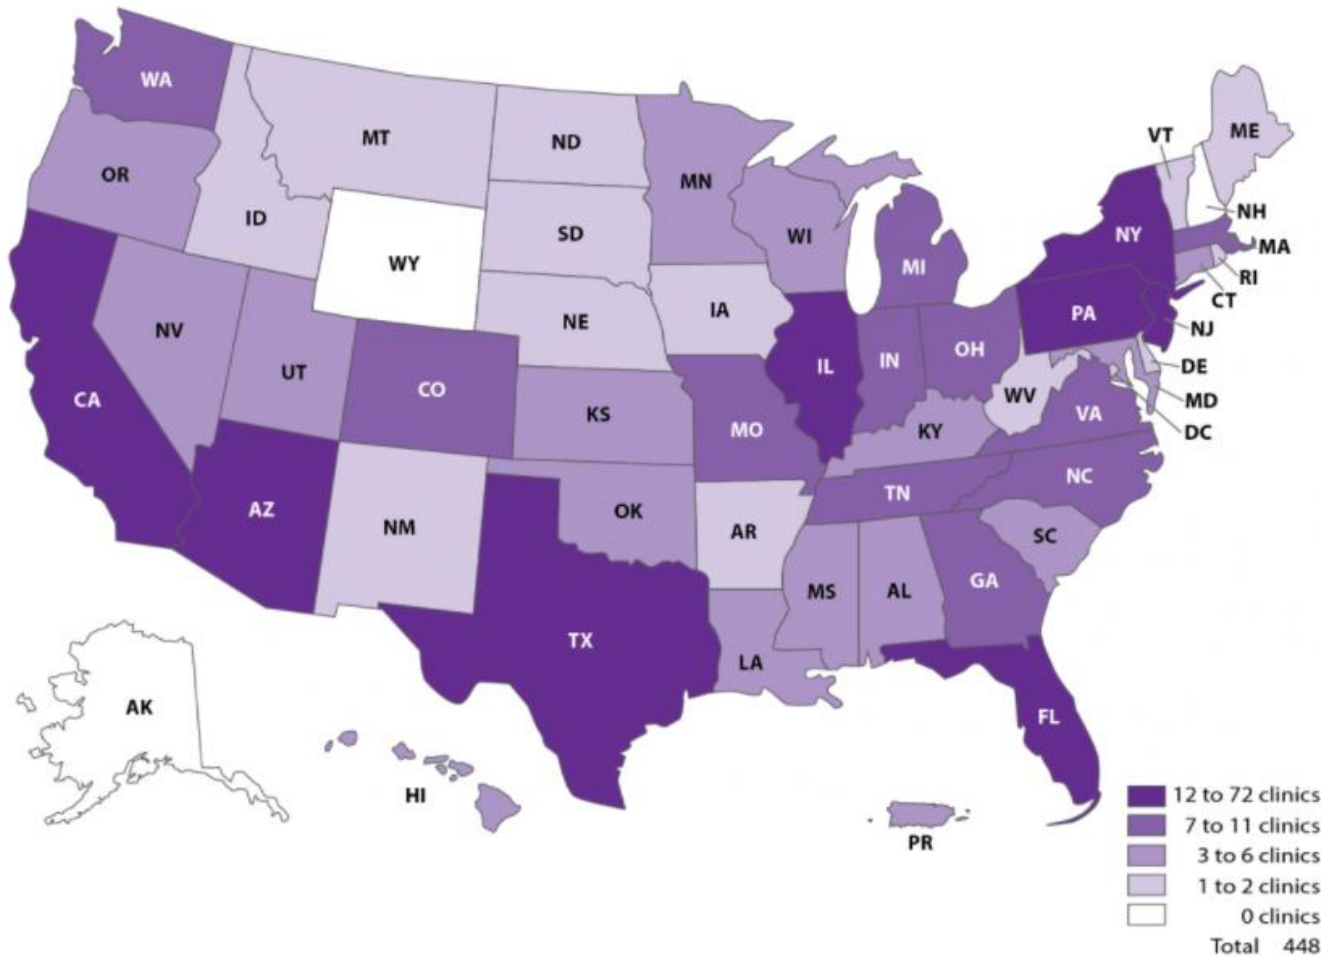 WA
MT
ND
MN
VT
ME
OR
ID
SD
WI
MI
NY
NH
MA
WY
RI
CT
IA
NE
PA
NJ
NV
UT
CO
IL
IN
OH
DE
WV
MD
VA
DC
CA
KS
MO
KY
NC
TN
AZ
NM
OK
AR
SC
MS
AL
GA
TX
LA
AK
FL
HI
PR
12 to 72 clinics
7 to 11 clinics
3 to 6 clinics
1 to 2 clinics
0 clinics
Total 448